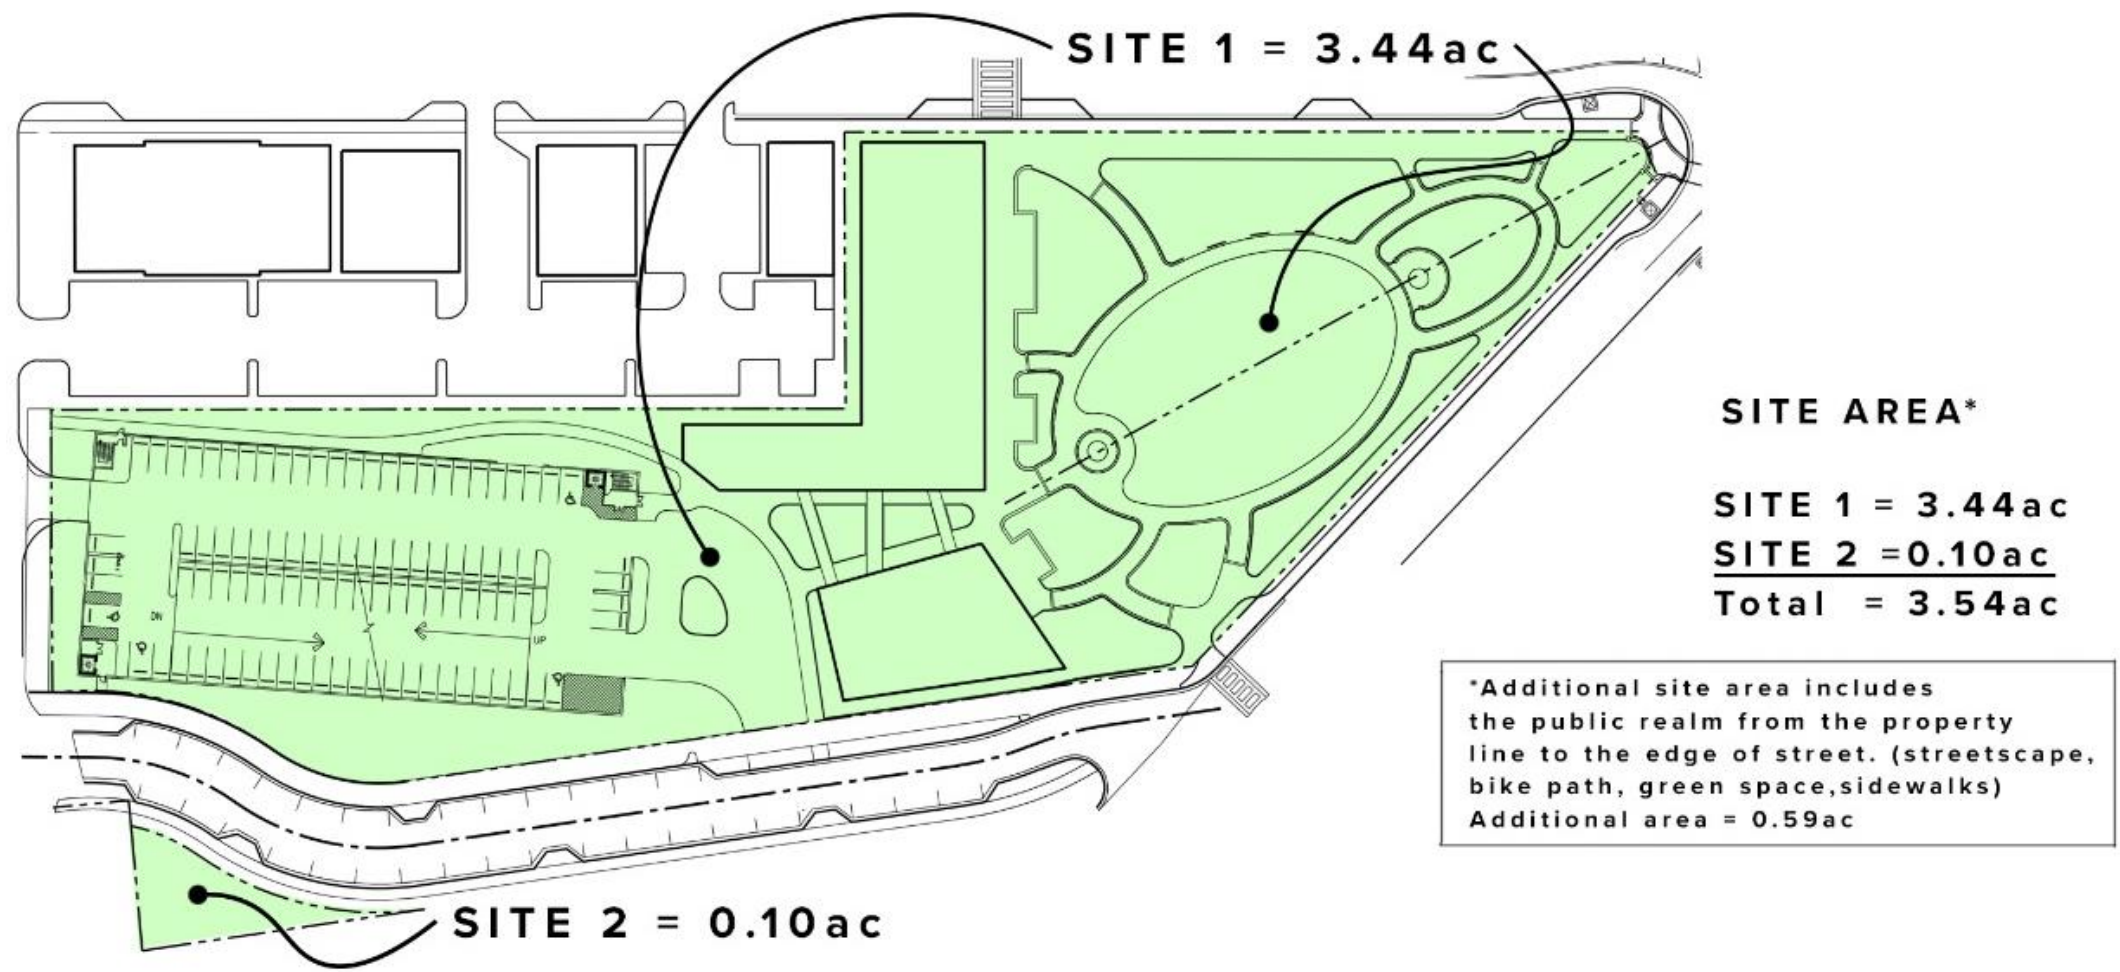 SITE 1 = 3.44ac
SITE AREA*
SITE 1 = 3.44ac
SITE 2 =0.10ac
Total = 3.54ac
DN
UP
*Additional site area includes
the public realm from the property
line to the edge of street. (streetscape,
bike path, green space,sidewalks)
Additional area = 0.59ac
SITE 2 = 0.10ac